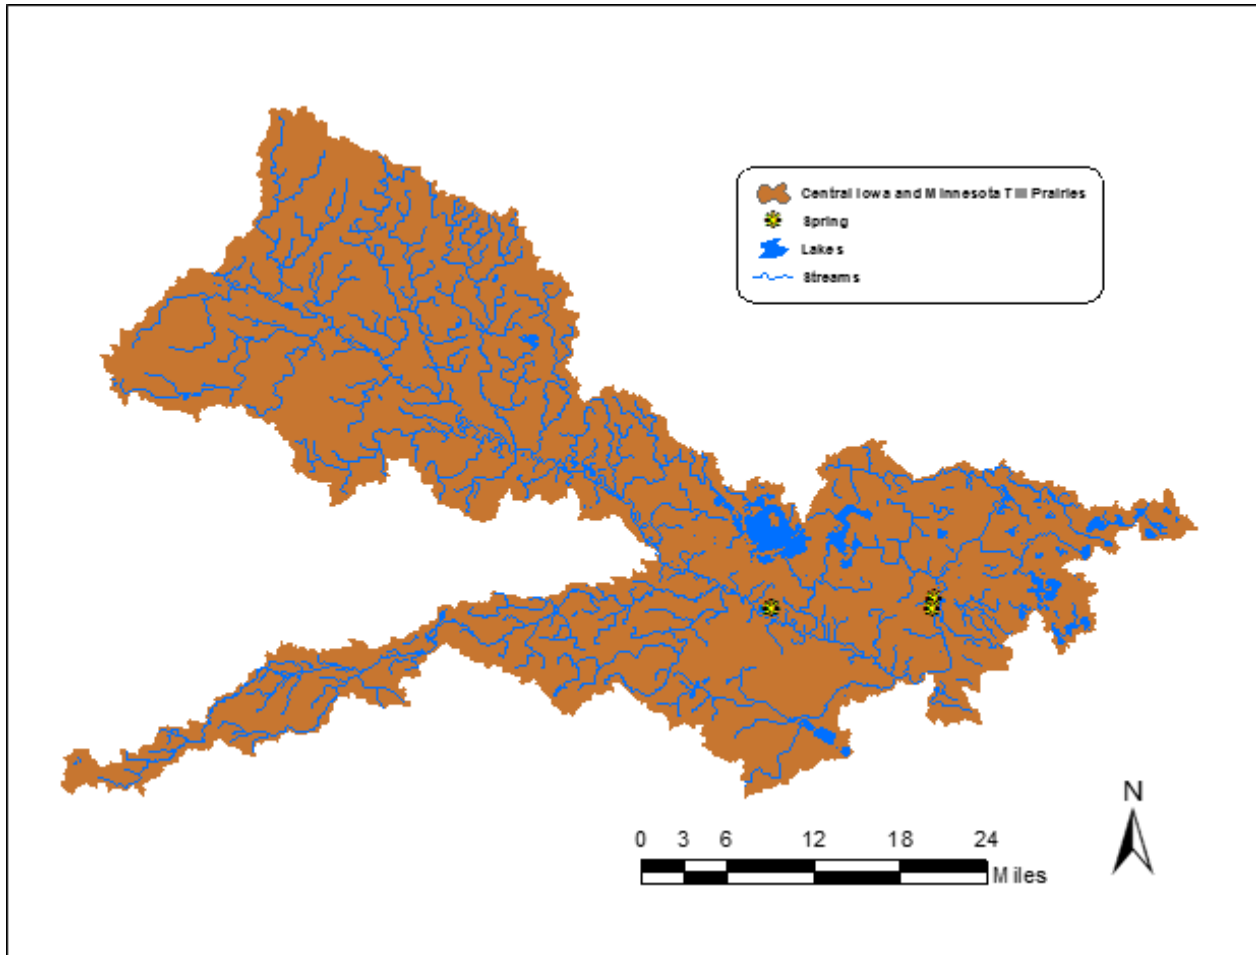 Central Iowa and Minnesota Till Prairies
Spring
Lakes
Streams
N
0 3 6 12 18 24
Miles